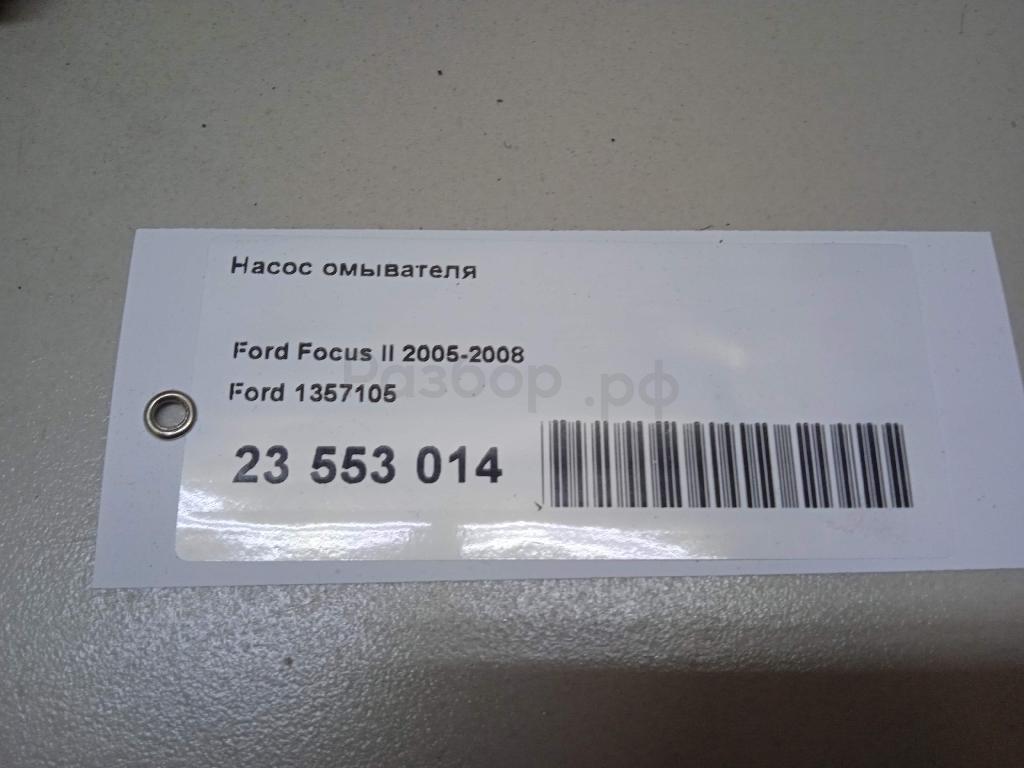 Насос омывателя
Ford Focus II 2005-2008
Разбор.рф
Ford 1357105
23 553 014